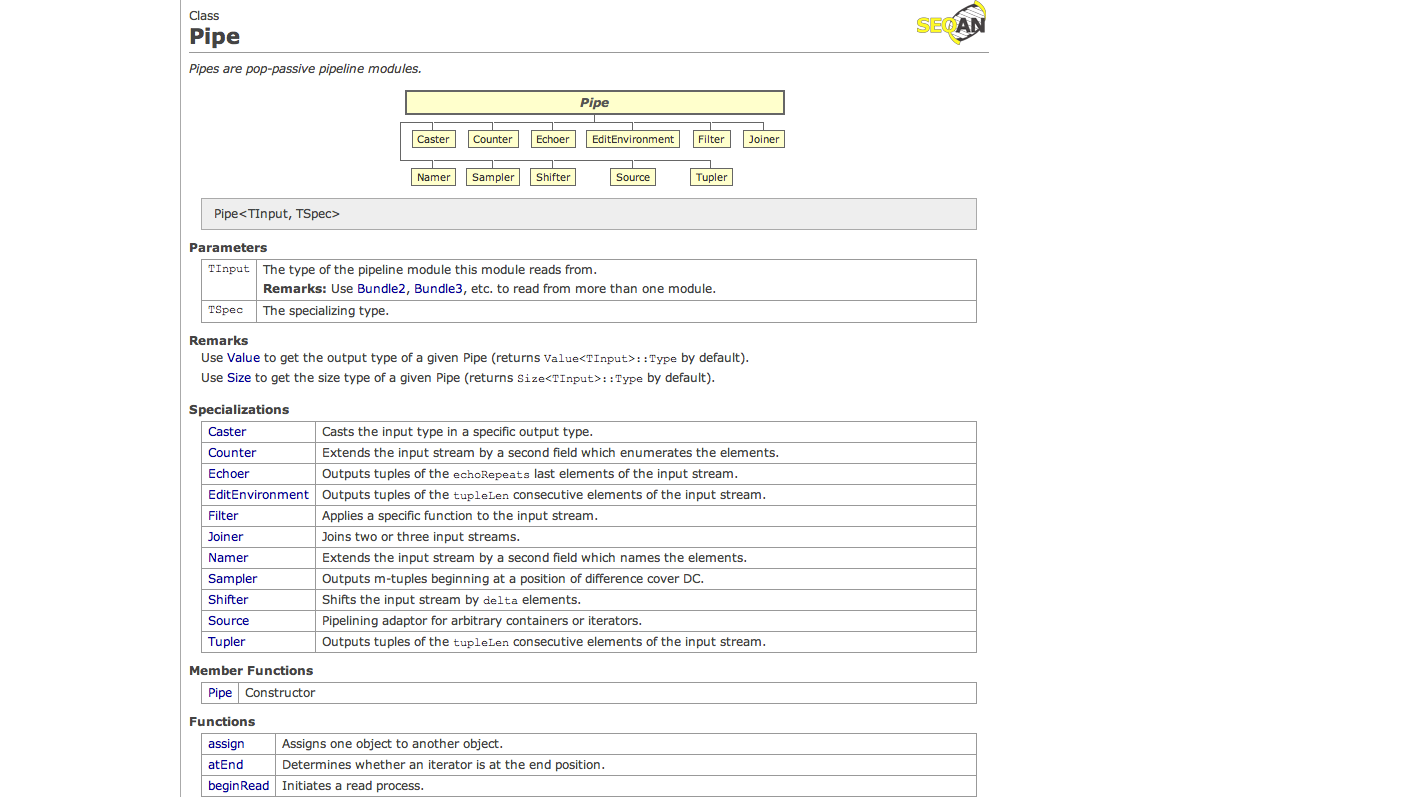 Class
Pipe
SEQAN
Pipes are pop-passive pipeline modules.
Pipe
Caster Counter Echoer EditEnvironment Filter Joiner
Namer Sampler Shifter Source Tupler
Pipe<TInput, TSpec>
Parameters
TInput The type of the pipeline module this module reads from.
Remarks: Use Bundle2, Bundle3, etc. to read from more than one module.
TSpec The specializing type.
Remarks
Use Value to get the output type of a given Pipe (returns Value<TInput>::Type by default).
Use Size to get the size type of a given Pipe (returns Size<TInput>::Type by default).
Specializations
Caster Casts the input type in a specific output type.
Counter Extends the input stream by a second field which enumerates the elements.
Echoer Outputs tuples of the echoRepeats last elements of the input stream.
EditEnvironment Outputs tuples of the tupleLen consecutive elements of the input stream.
Filter Applies a specific function to the input stream.
Joiner Joins two or three input streams.
Namer Extends the input stream by a second field which names the elements.
Sampler Outputs m-tuples beginning at a position of difference cover DC.
Shifter Shifts the input stream by delta elements.
Source Pipelining adaptor for arbitrary containers or iterators.
Tupler Outputs tuples of the tupleLen consecutive elements of the input stream.
Member Functions
Pipe Constructor
Functions
assign Assigns one object to another object.
atEnd Determines whether an iterator is at the end position.
beginRead Initiates a read process.